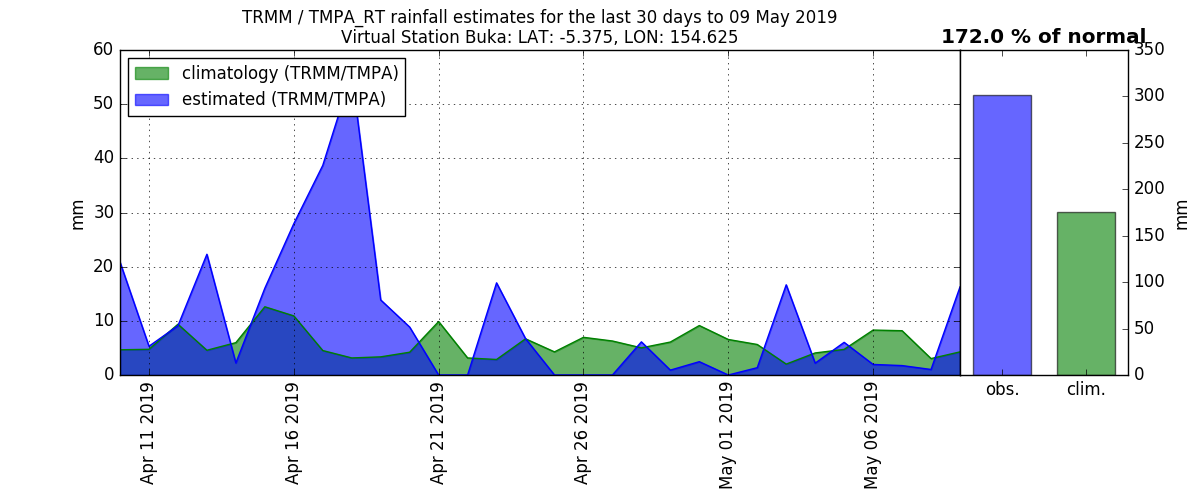 TRMM / TMPA_RT rainfall estimates for the last 30 days to 09 May 2019
Virtual Station Buka: LAT: -5.375, LON: 154.625
172.0 % of normal
climatology (TRMM/TMPA)
estimated (TRMM/TMPA)
60
50
40
30
20
10
0
mm
Apr 11 2019
Apr 16 2019
Apr 21 2019
Apr 26 2019
May 01 2019
May 06 2019
350
300
250
200
150
100
50
0
mm
obs.
clim.